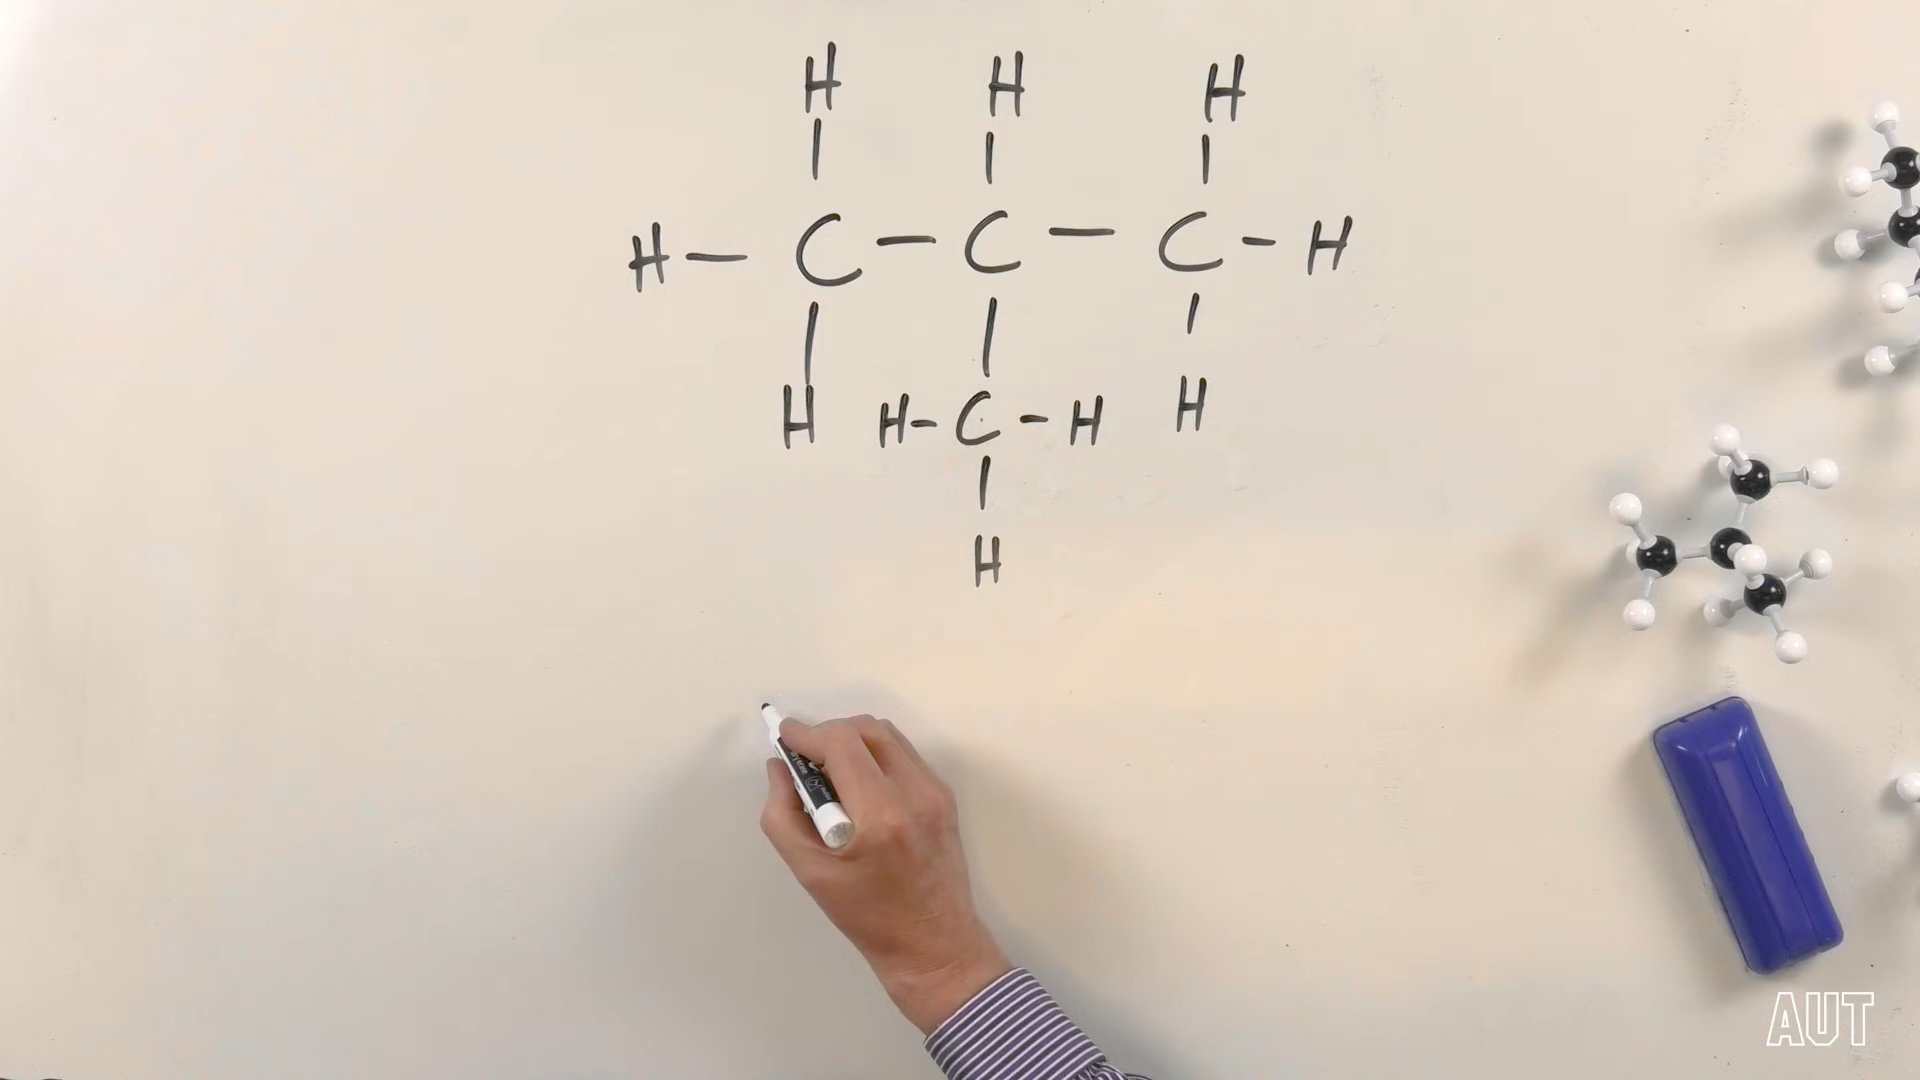 H H H
H — C — C — C - H
H H - C - H H
H
AUT